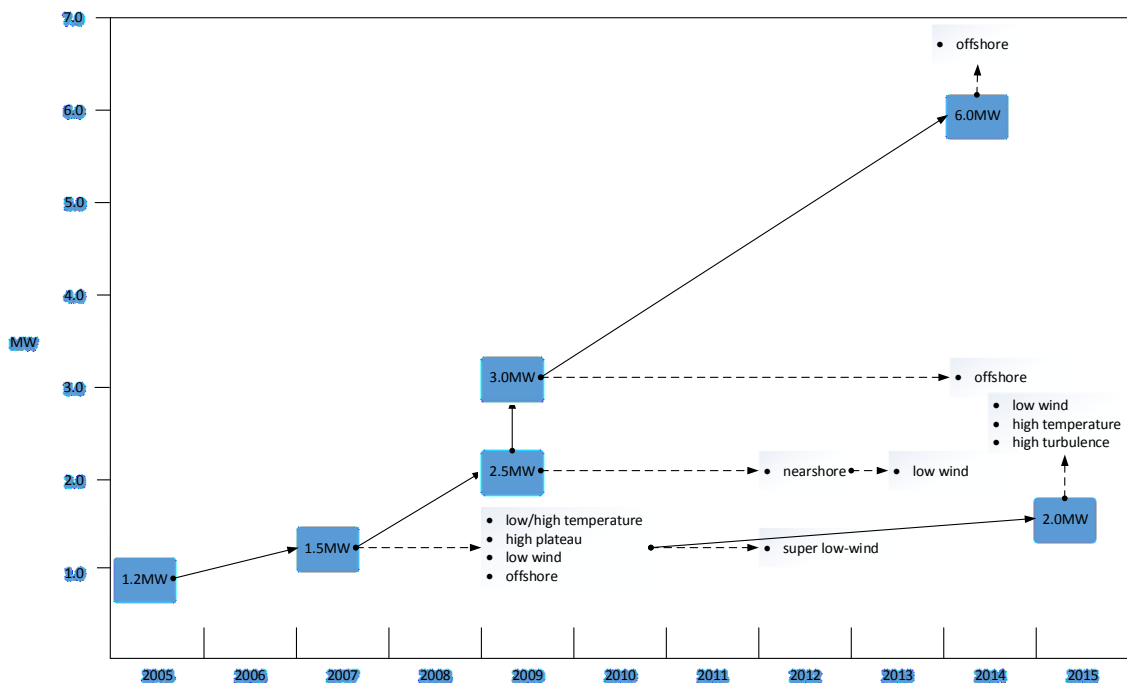 7.0
6.0
5.0
4.0
MW
3.0
2.0
1.0
• offshore
6.0MW
3.0MW
• offshore
• low wind
• high temperature
• high turbulence
2.5MW
• nearshore
• low wind
• low/high temperature
• high plateau
• low wind
• offshore
1.5MW
• super low-wind
2.0MW
1.2MW
2005 2006 2007 2008 2009 2010 2011 2012 2013 2014 2015